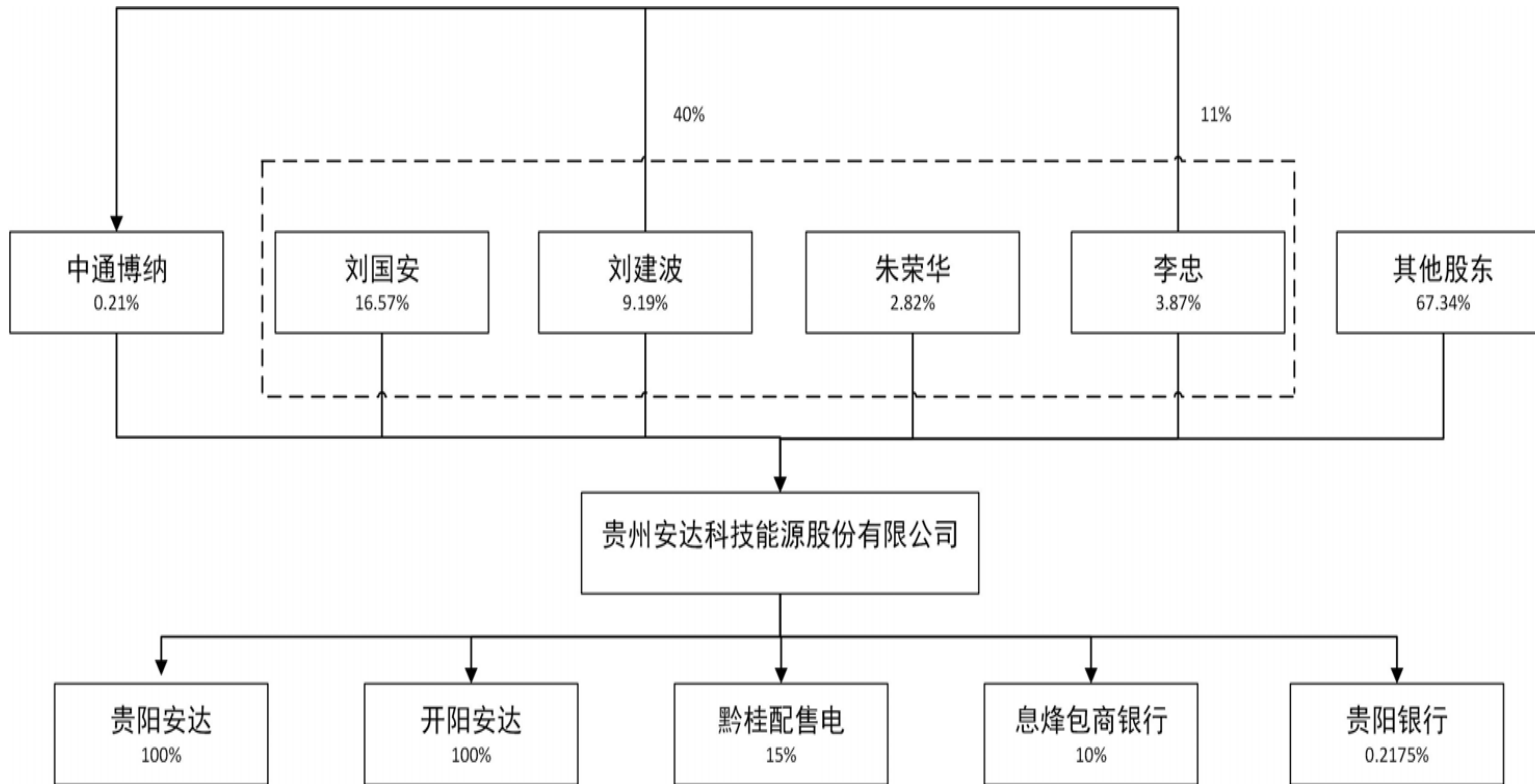 40%
11%
中通博纳
0.21%
刘国安
16.57%
刘建波
9.19%
朱荣华
2.82%
李忠
3.87%
其他股东
67.34%
贵州安达科技能源股份有限公司
贵阳安达
100%
开阳安达
100%
黔桂配售电
15%
息烽包商银行
10%
贵阳银行
0.2175%